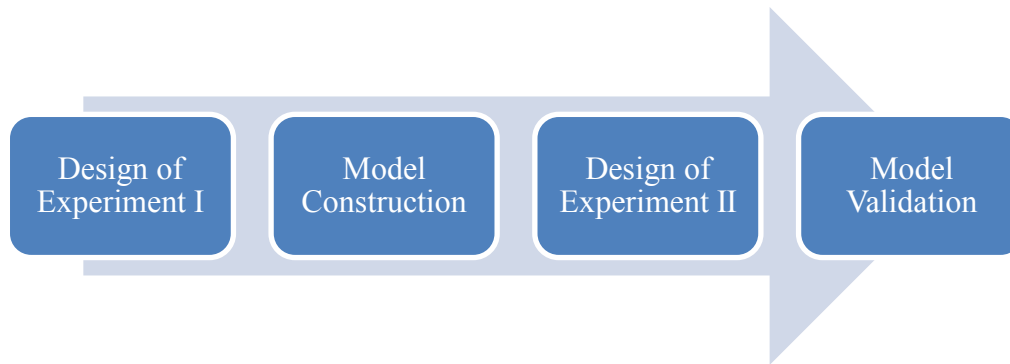 Design of
Experiment I
Model
Construction
Design of
Experiment II
Model
Validation